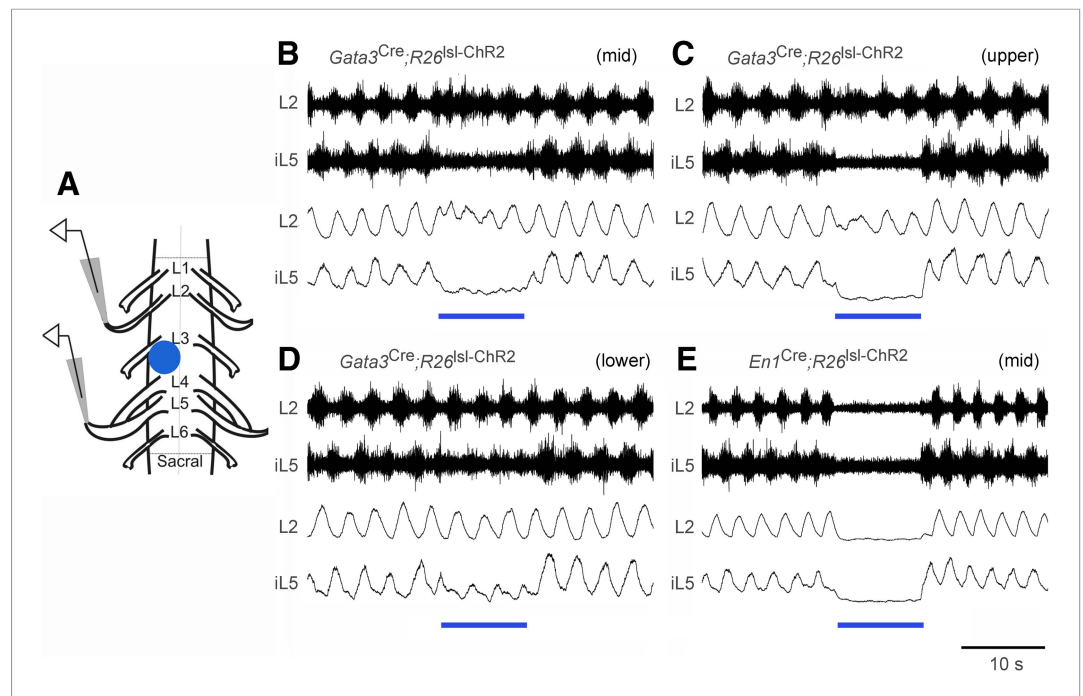 A
L1
L2
L3
L4
L5
L6
Sacral
B
Gata3Cre;R26lsl-ChR2 (mid)
L2
iL5
L2
iL5
C
Gata3Cre;R26lsl-ChR2 (upper)
L2
iL5
L2
iL5
D
Gata3Cre;R26lsl-ChR2 (lower)
L2
iL5
L2
iL5
E
En1Cre;R26lsl-ChR2 (mid)
L2
iL5
L2
iL5
10 s